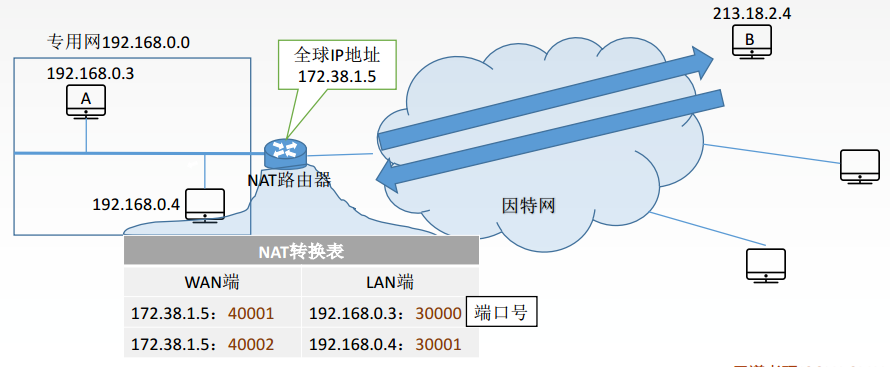 213.18.2.4
B
专用网192.168.0.0
192.168.0.3
A
全球IP地址
172.38.1.5
NAT路由器
192.168.0.4
因特网
NAT转换表
WAN端 LAN端
172.38.1.5：40001 192.168.0.3：30000 端口号
172.38.1.5：40002 192.168.0.4：30001